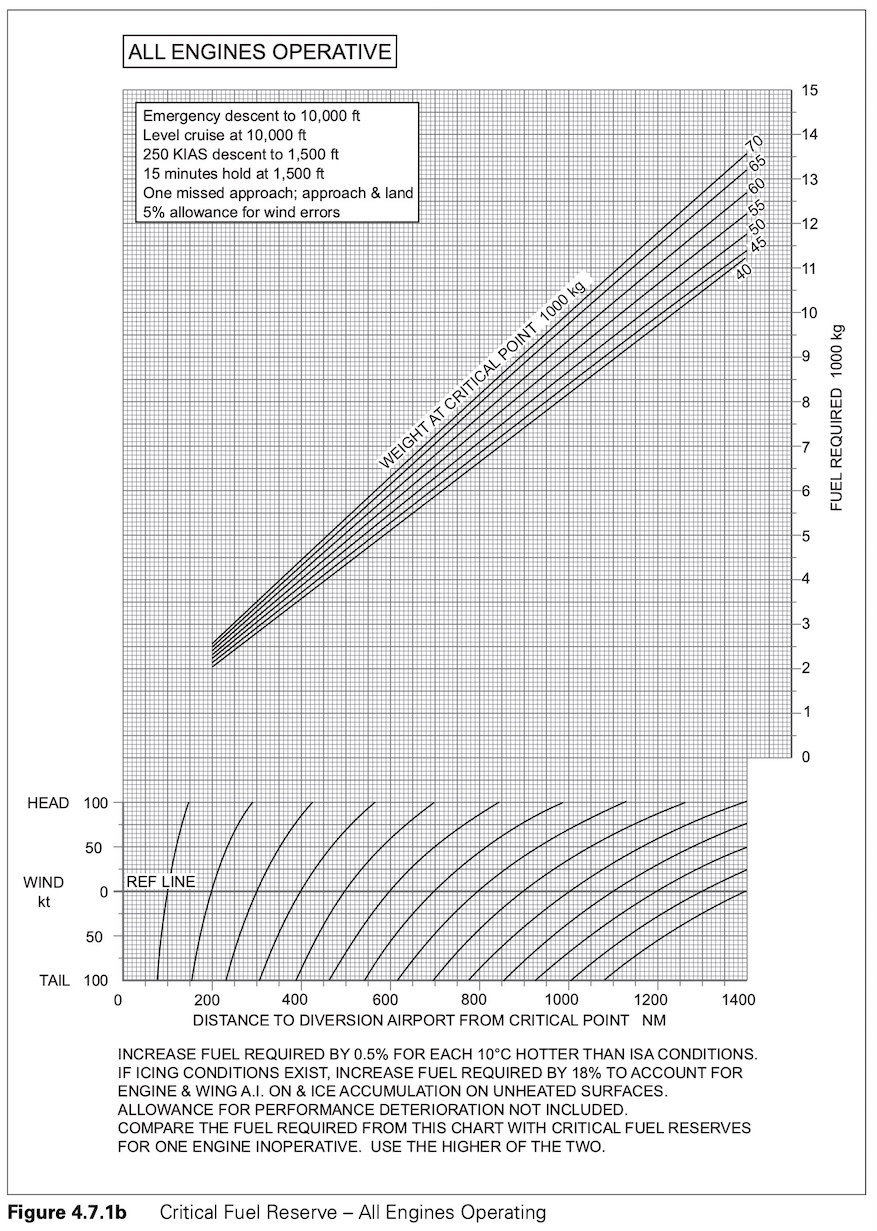 ALL ENGINES OPERATIVE
Emergency descent to 10,000 ft
Level cruise at 10,000 ft
250 KIAS descent to 1,500 ft
15 minutes hold at 1,500 ft
One missed approach; approach & land
5% allowance for wind errors
15
14
13
12
11
10
9
8
7
6
5
4
3
2
1
0
FUEL REQUIRED 1000 kg
70
65
60
55
50
45
40
WEIGHT AT CRITICAL POINT 1000 kg
HEAD 100
50
WIND 0
kt
50
TAIL 100
REF LINE
0 200 400 600 800 1000 1200 1400
DISTANCE TO DIVERSION AIRPORT FROM CRITICAL POINT NM
INCREASE FUEL REQUIRED BY 0.5% FOR EACH 10°C HOTTER THAN ISA CONDITIONS.
IF ICING CONDITIONS EXIST, INCREASE FUEL REQUIRED BY 18% TO ACCOUNT FOR
ENGINE & WING A.I. ON & ICE ACCUMULATION ON UNHEATED SURFACES.
ALLOWANCE FOR PERFORMANCE DETERIORATION NOT INCLUDED.
COMPARE THE FUEL REQUIRED FROM THIS CHART WITH CRITICAL FUEL RESERVES
FOR ONE ENGINE INOPERATIVE. USE THE HIGHER OF THE TWO.
Figure 4.7.1b Critical Fuel Reserve – All Engines Operating